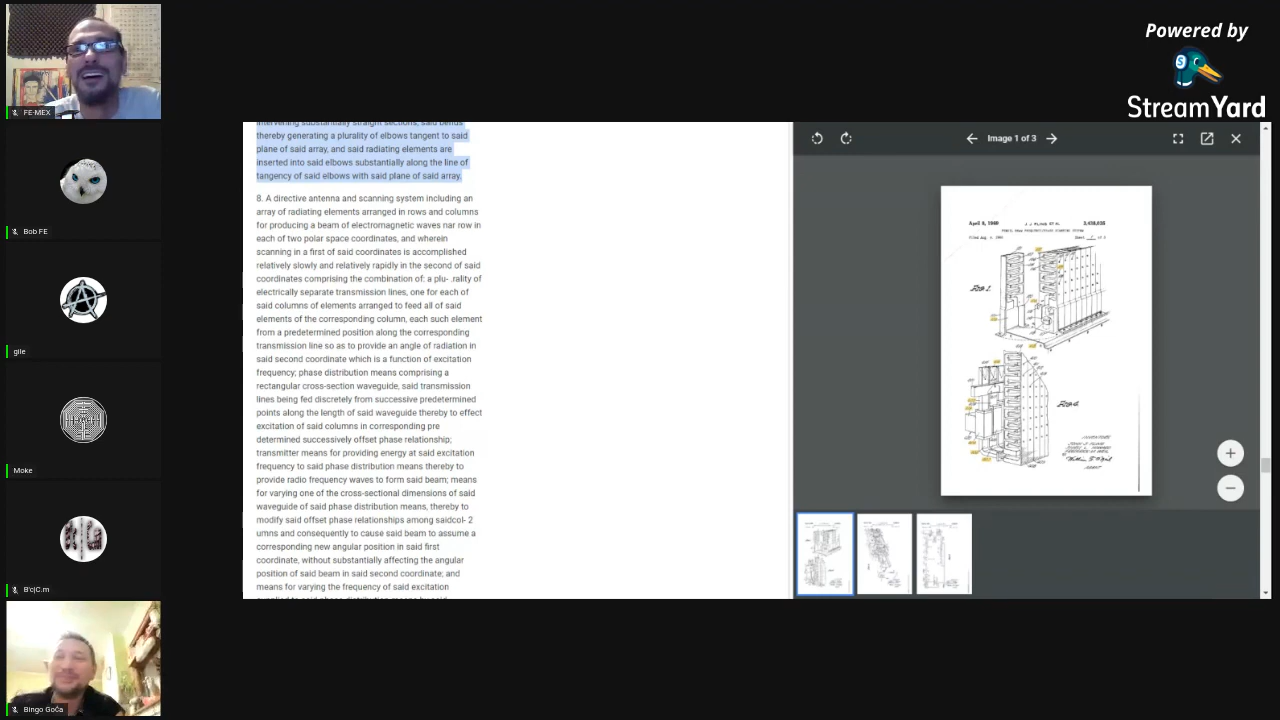 Powered by
StreamYard
FE-MEX
Bob FE
gile
Moke
B'c|C.m
Bingo Goča
intervening substantially straight sections, said bends
thereby generating a plurality of elbows tangent to said
plane of said array, and said radiating elements are
inserted into said elbows substantially along the line of
tangency of said elbows with said plane of said array.
8. A directive antenna and scanning system including an
array of radiating elements arranged in rows and columns
for producing a beam of electromagnetic waves nar row in
each of two polar space coordinates, and wherein
scanning in a first of said coordinates is accomplished
relatively slowly and relatively rapidly in the second of said
coordinates comprising the combination of: a plu- .rality of
electrically separate transmission lines, one for each of
said columns of elements arranged to feed all of said
elements of the corresponding column, each such element
from a predetermined position along the corresponding
transmission line so as to provide an angle of radiation in
said second coordinate which is a function of excitation
frequency; phase distribution means comprising a
rectangular cross-section waveguide, said transmission
lines being fed discretely from successive predetermined
points along the length of said waveguide thereby to effect
excitation of said columns in corresponding pre
determined successively offset phase relationship;
transmitter means for providing energy at said excitation
frequency to said phase distribution means thereby to
provide radio frequency waves to form said beam; means
for varying one of the cross-sectional dimensions of said
waveguide of said phase distribution means, thereby to
modify said offset phase relationships among saidcol- 2
umns and consequently to cause said beam to assume a
corresponding new angular position in said first
coordinate, without substantially affecting the angular
position of said beam in said second coordinate; and
means for varying the frequency of said excitation
Image 1 of 3
April 8, 1969